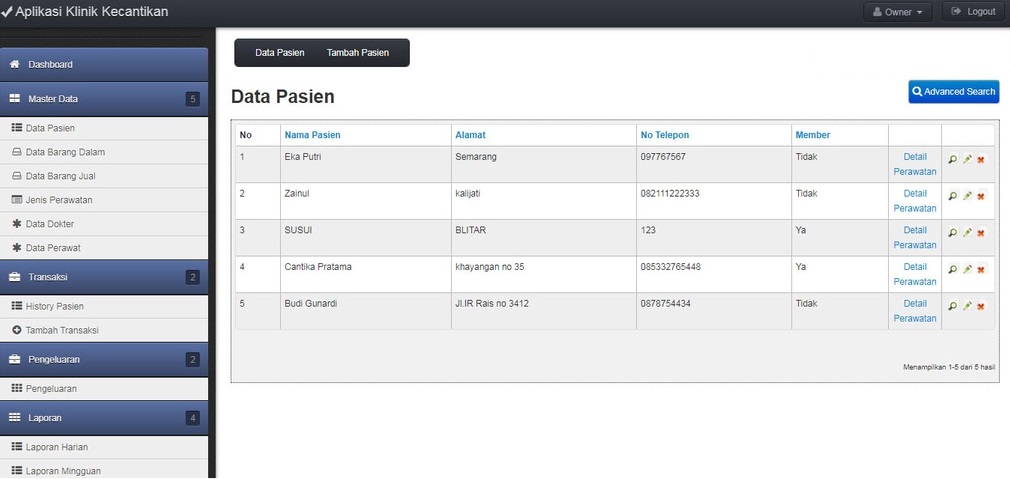 Aplikasi Klinik Kecantikan
Owner
Logout
Dashboard
Master Data 5
Data Pasien
Data Barang Dalam
Data Barang Jual
Jenis Perawatan
Data Dokter
Data Perawat
Transaksi 2
History Pasien
Tambah Transaksi
Pengeluaran 2
Pengeluaran
Laporan 4
Laporan Harian
Laporan Mingguan
Data Pasien Tambah Pasien
Data Pasien
Advanced Search
No Nama Pasien Alamat No Telepon Member
1 Eka Putri Semarang 097767567 Tidak Detail
Perawatan
2 Zainul kalijati 082111222333 Tidak Detail
Perawatan
3 SUSUI BLITAR 123 Ya Detail
Perawatan
4 Cantika Pratama khayangan no 35 085332765448 Ya Detail
Perawatan
5 Budi Gunardi Jl.IR Rais no 3412 0878754434 Tidak Detail
Perawatan
Menampilkan 1-5 dari 5 hasil